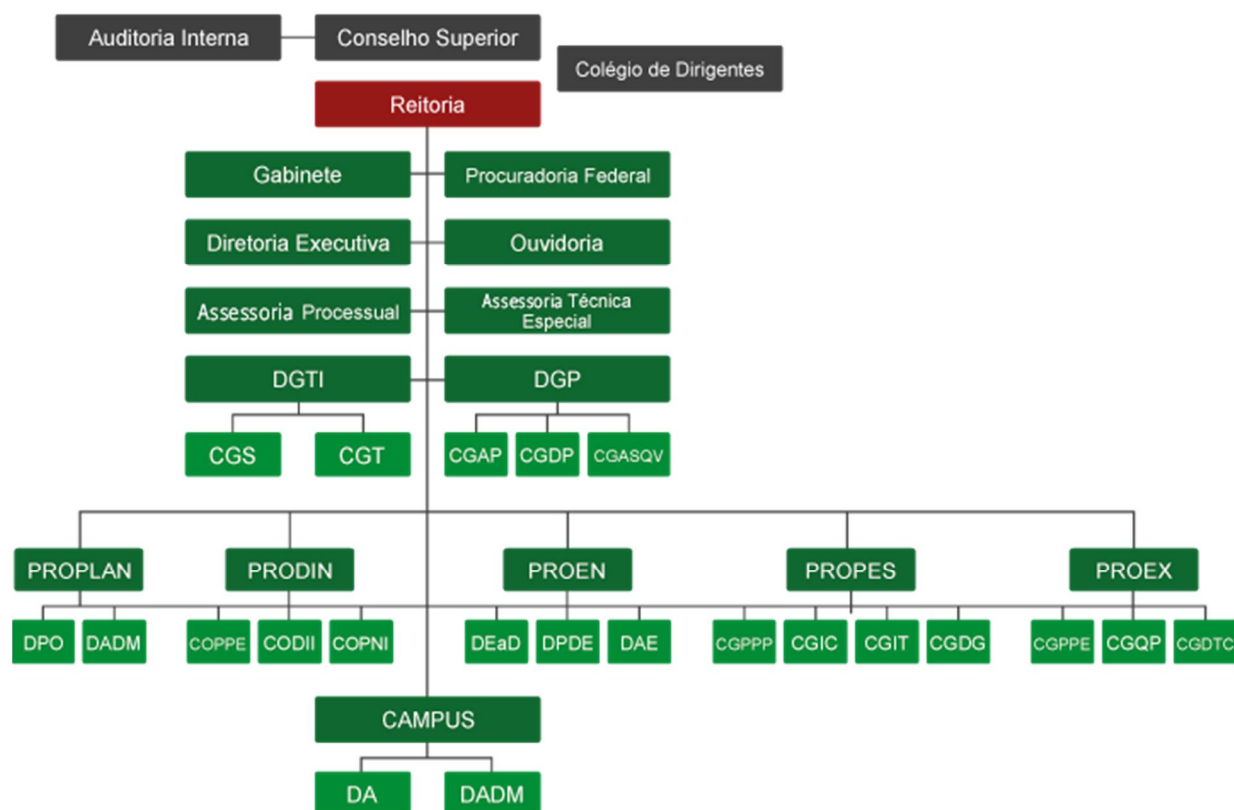 Auditoria Interna
Conselho Superior
Colégio de Dirigentes
Reitoria
Gabinete
Procuradoria Federal
Diretoria Executiva
Ouvidoria
Assessoria Processual
Assessoria Técnica
Especial
DGTI
DGP
CGS
CGT
CGAP
CGDP
CGASQV
PROPLAN
PRODIN
PROEN
PROPES
PROEX
DPO
DADM
COPPE
CODII
COPNI
DEaD
DPDE
DAE
CGPPP
CGIC
CGIT
CGDG
CGPPE
CGQP
CGDTC
CAMPUS
DA
DADM